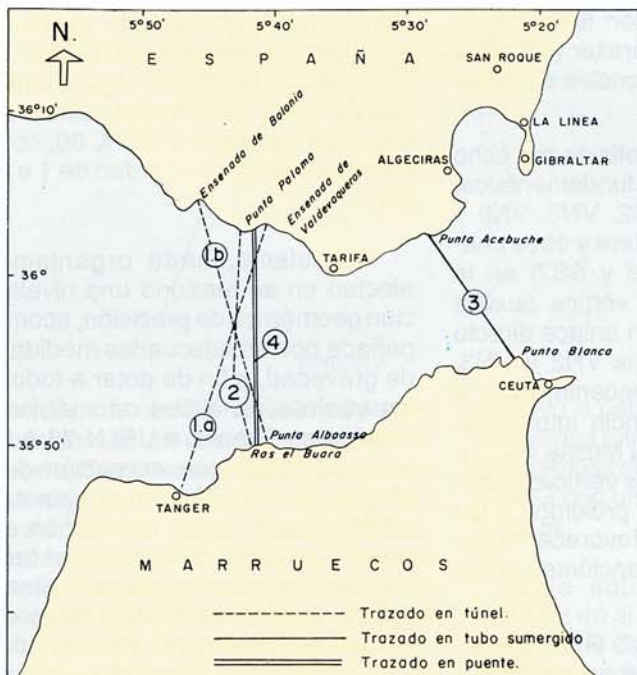 5°50'
5°40'
5°30'
5°20'
N.
ESPAÑA
SAN ROQUE
36°10'
LA LINEA
GIBRALTAR
ALGECIRAS
Ensenada de Bolonia
Punta Paloma
Ensenada de
Valdevaqueros
TARIFA
Punta Acebuche
36°
1.b
3
4
Punta Blanca
CEUTA
2
1.a
Punta Alboassa
Ras el Buara
35°50'
TANGER
MARRUECOS
Trazado en túnel.
Trazado en tubo sumergido
Trazado en puente.